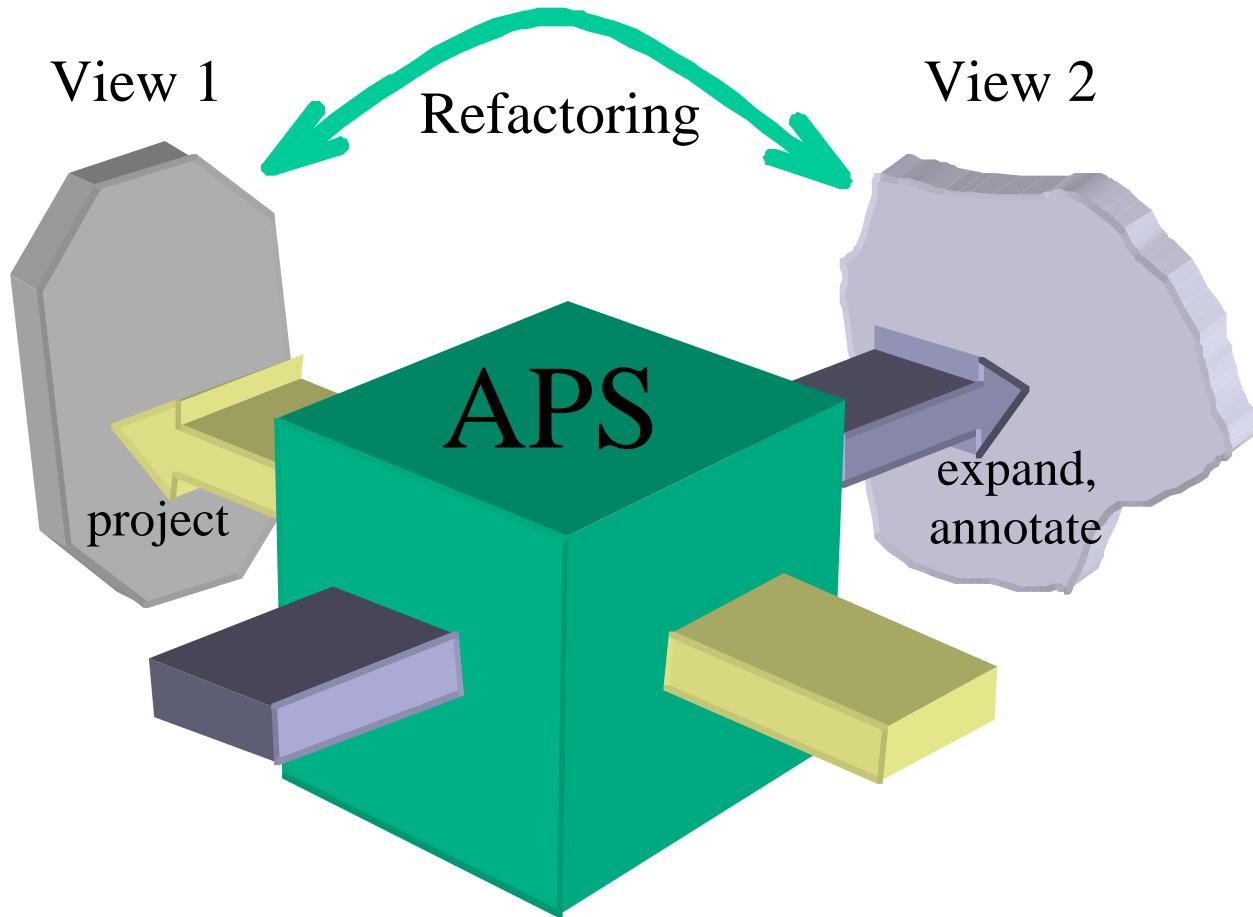 View 1
View 2
Refactoring
APS
project
expand,
annotate